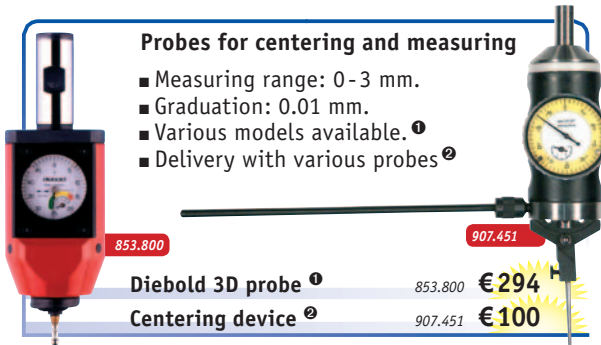 Probes for centering and measuring
■ Measuring range: 0-3 mm.
■ Graduation: 0.01 mm.
■ Various models available. ❶
■ Delivery with various probes ❷
853.800
907.451
Diebold 3D probe ❶ 853.800 €294
Centering device ❷ 907.451 €100